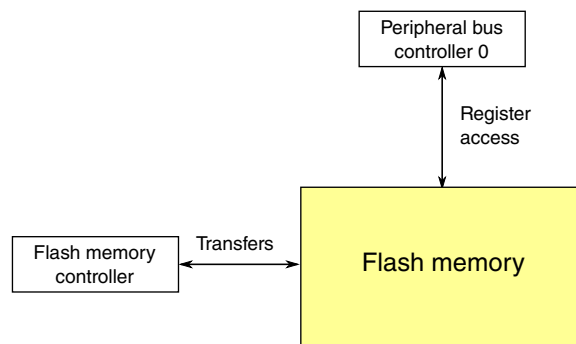 Peripheral bus
controller 0
Register
access
Transfers
Flash memory
controller
Flash memory